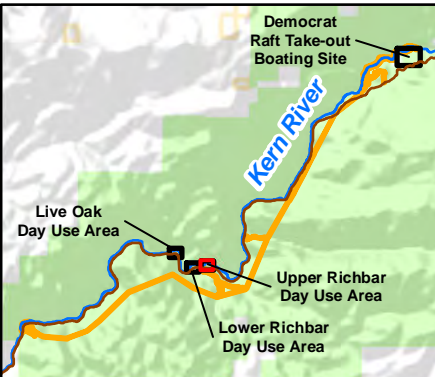 Democrat
Raft Take-out
Boating Site
Kern River
Live Oak
Day Use Area
Upper Richbar
Day Use Area
Lower Richbar
Day Use Area